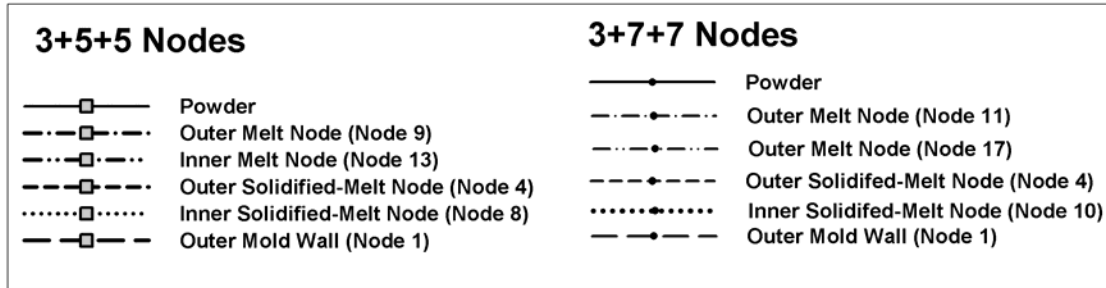 3+5+5 Nodes
Powder
Outer Melt Node (Node 9)
Inner Melt Node (Node 13)
Outer Solidified-Melt Node (Node 4)
Inner Solidified-Melt Node (Node 8)
Outer Mold Wall (Node 1)
3+7+7 Nodes
Powder
Outer Melt Node (Node 11)
Outer Melt Node (Node 17)
Outer Solidifed-Melt Node (Node 4)
Inner Solidifed-Melt Node (Node 10)
Outer Mold Wall (Node 1)